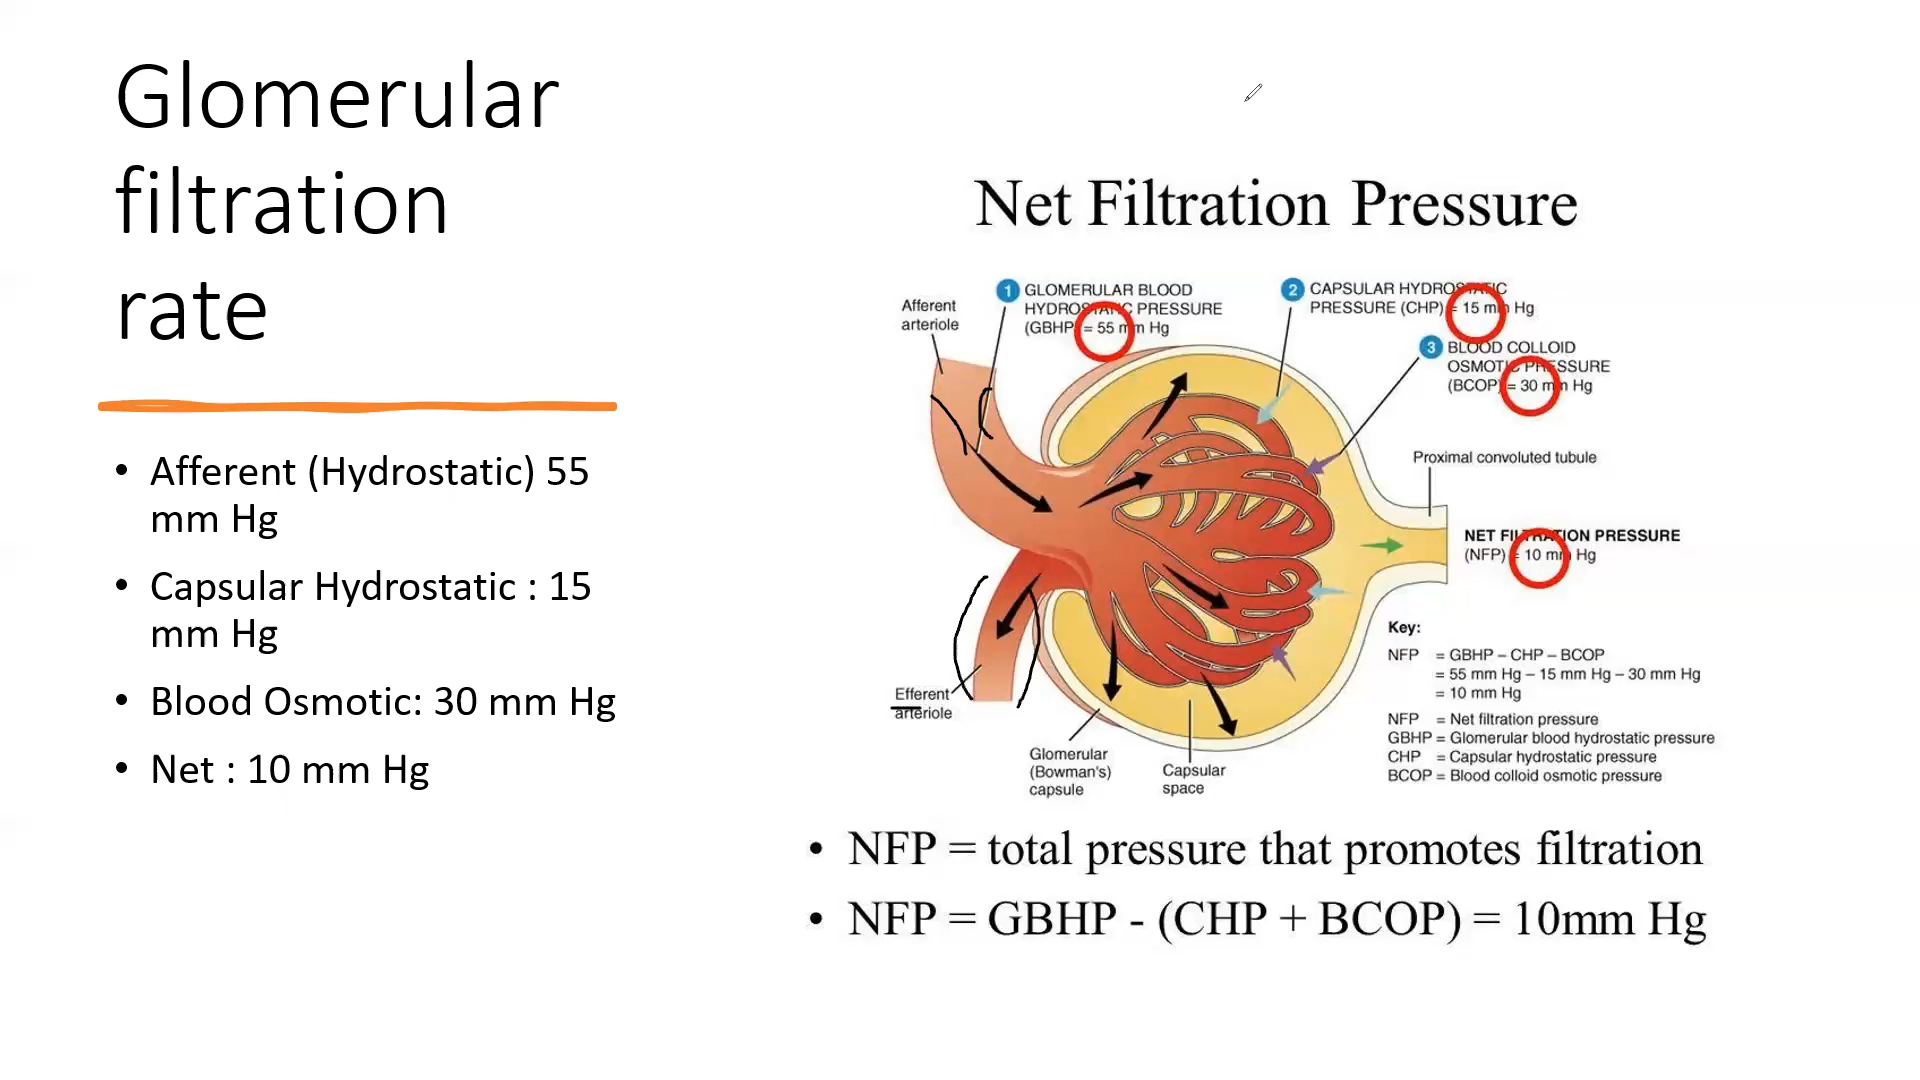 Glomerular
filtration
rate
• Afferent (Hydrostatic) 55
mm Hg
• Capsular Hydrostatic : 15
mm Hg
• Blood Osmotic: 30 mm Hg
• Net : 10 mm Hg
Net Filtration Pressure
Afferent
arteriole
1 GLOMERULAR BLOOD
HYDROSTATIC PRESSURE
(GBHP) = 55 mm Hg
2 CAPSULAR HYDROSTATIC
PRESSURE (CHP) = 15 mm Hg
3 BLOOD COLLOID
OSMOTIC PRESSURE
(BCOP) = 30 mm Hg
Proximal convoluted tubule
NET FILTRATION PRESSURE
(NFP) = 10 mm Hg
Efferent
arteriole
Glomerular
(Bowman's)
capsule
Capsular
space
Key:
NFP = GBHP – CHP – BCOP
= 55 mm Hg – 15 mm Hg – 30 mm Hg
= 10 mm Hg
NFP = Net filtration pressure
GBHP = Glomerular blood hydrostatic pressure
CHP = Capsular hydrostatic pressure
BCOP = Blood colloid osmotic pressure
• NFP = total pressure that promotes filtration
• NFP = GBHP - (CHP + BCOP) = 10mm Hg